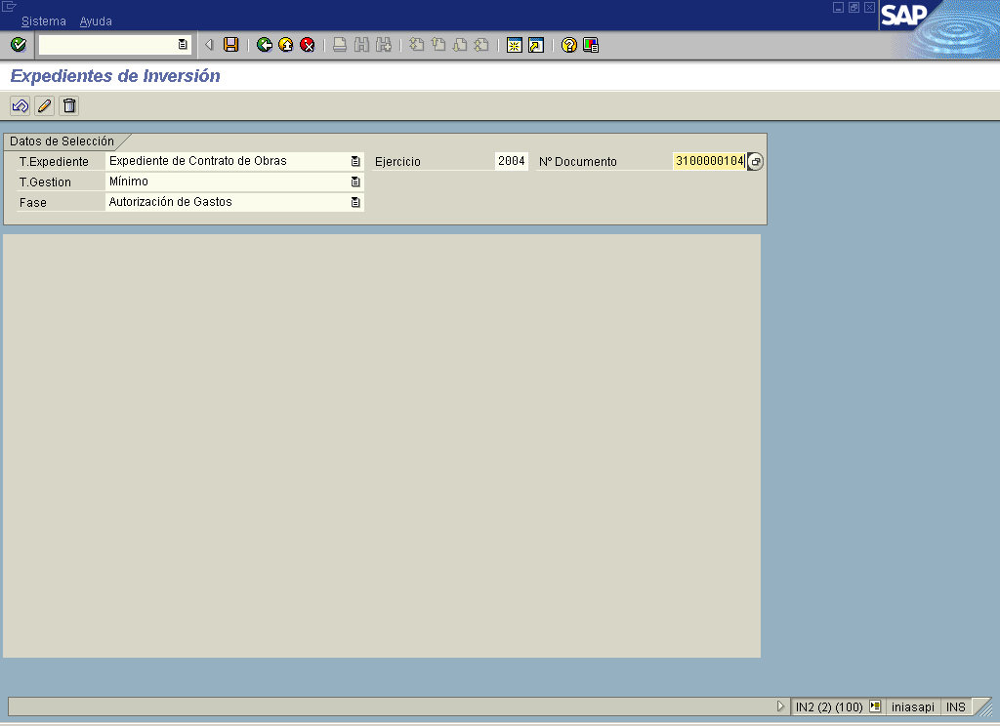 Sistema Ayuda
SAP
Expedientes de Inversión
Datos de Selección
T.Expediente Expediente de Contrato de Obras Ejercicio 2004 Nº Documento 3100000104
T.Gestion Mínimo
Fase Autorización de Gastos
IN2 (2) (100) iniasapi INS